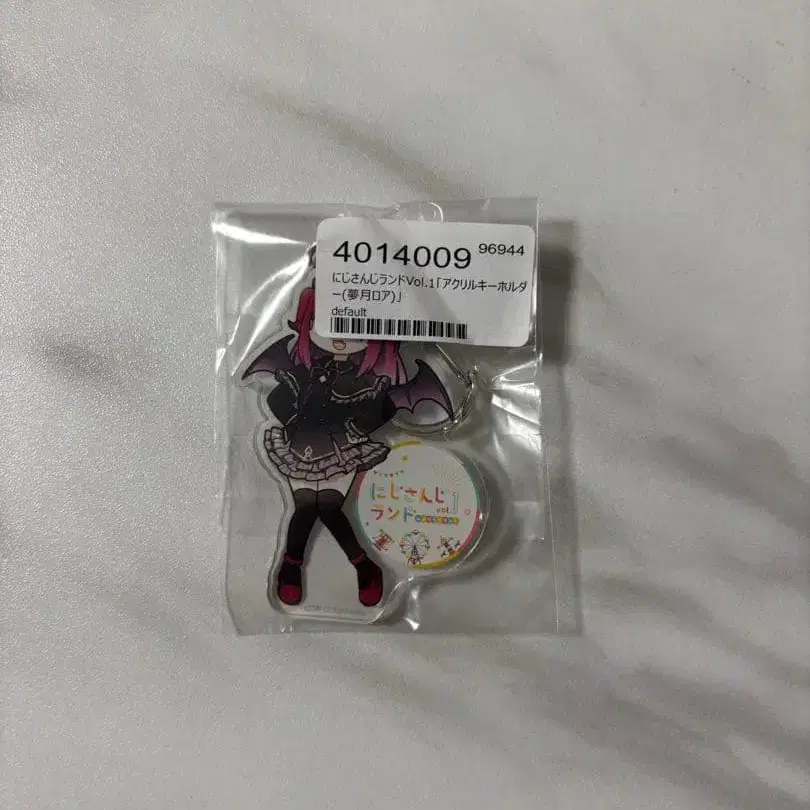 4014009 96944
にじさんじランドVol.1「アクリルキーホルダ
ー(夢月ロア)」
default
にじさんじ
ランド vol.1